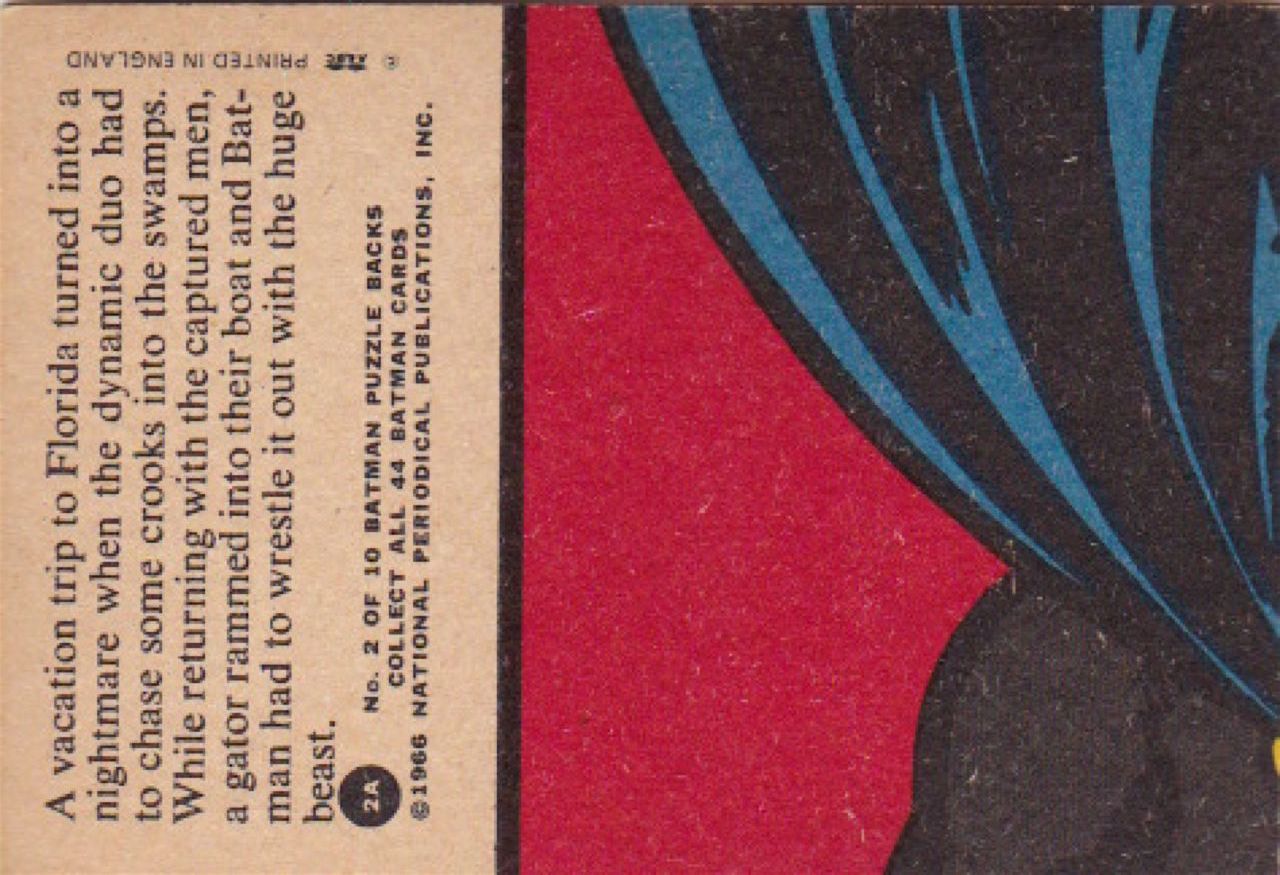 A vacation trip to Florida turned into a
nightmare when the dynamic duo had
to chase some crooks into the swamps.
While returning with the captured men,
a gator rammed into their boat and Bat-
man had to wrestle it out with the huge
beast.
2A
No. 2 OF 10 BATMAN PUZZLE BACKS
COLLECT ALL 44 BATMAN CARDS
©1966 NATIONAL PERIODICAL PUBLICATIONS, INC.
®
PRINTED IN ENGLAND